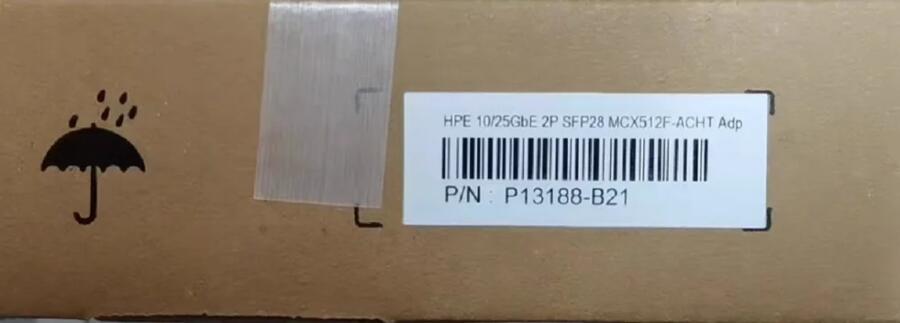 HPE 10/25GbE 2P SFP28 MCX512F-ACHT Adp
P/N : P13188-B21